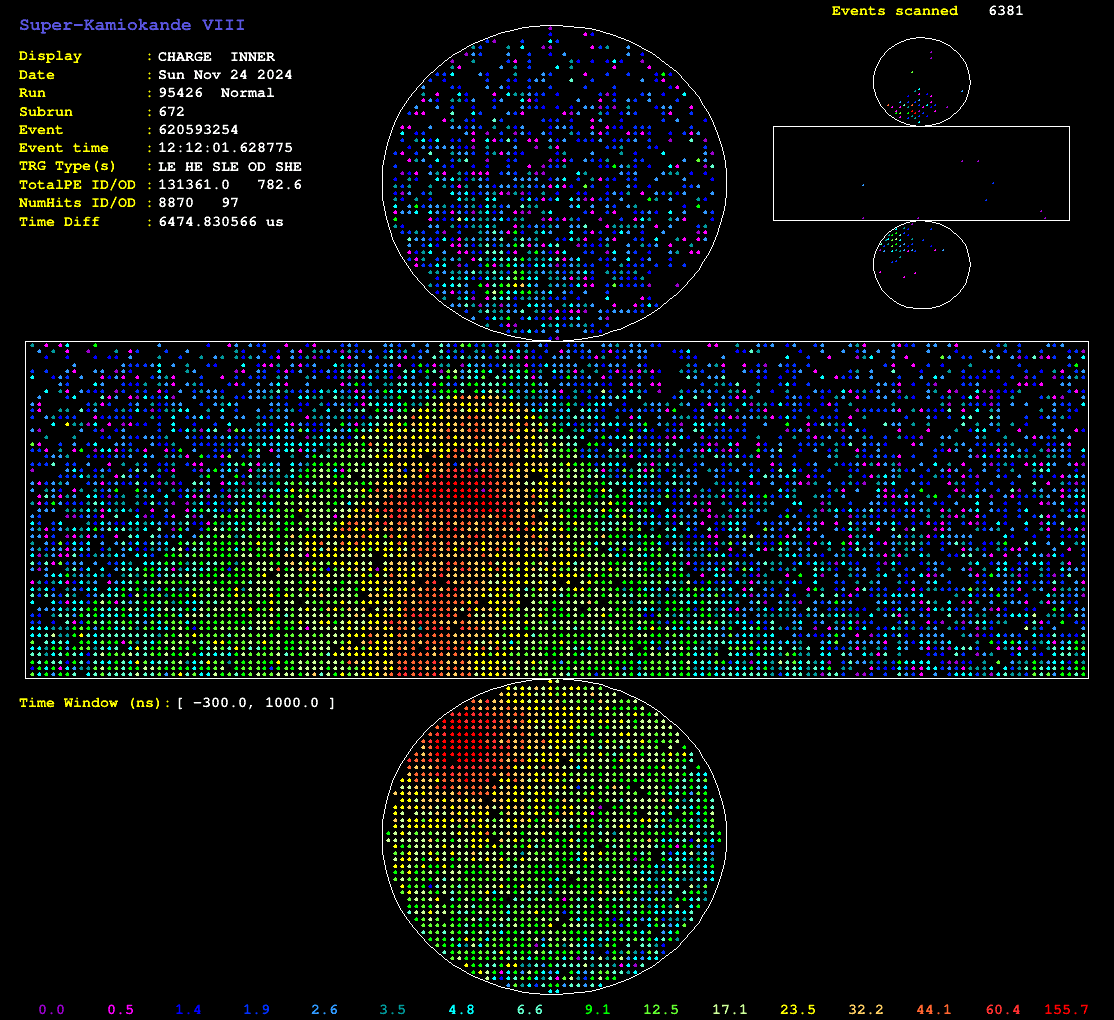 Super-Kamiokande VIII
Events scanned 6381
Display : CHARGE INNER
Date : Sun Nov 24 2024
Run : 95426 Normal
Subrun : 672
Event : 620593254
Event time : 12:12:01.628775
TRG Type(s) : LE HE SLE OD SHE
TotalPE ID/OD : 131361.0 782.6
NumHits ID/OD : 8870 97
Time Diff : 6474.830566 us
Time Window (ns): [ -300.0, 1000.0 ]
0.0 0.5 1.4 1.9 2.6 3.5 4.8 6.6 9.1 12.5 17.1 23.5 32.2 44.1 60.4 155.7